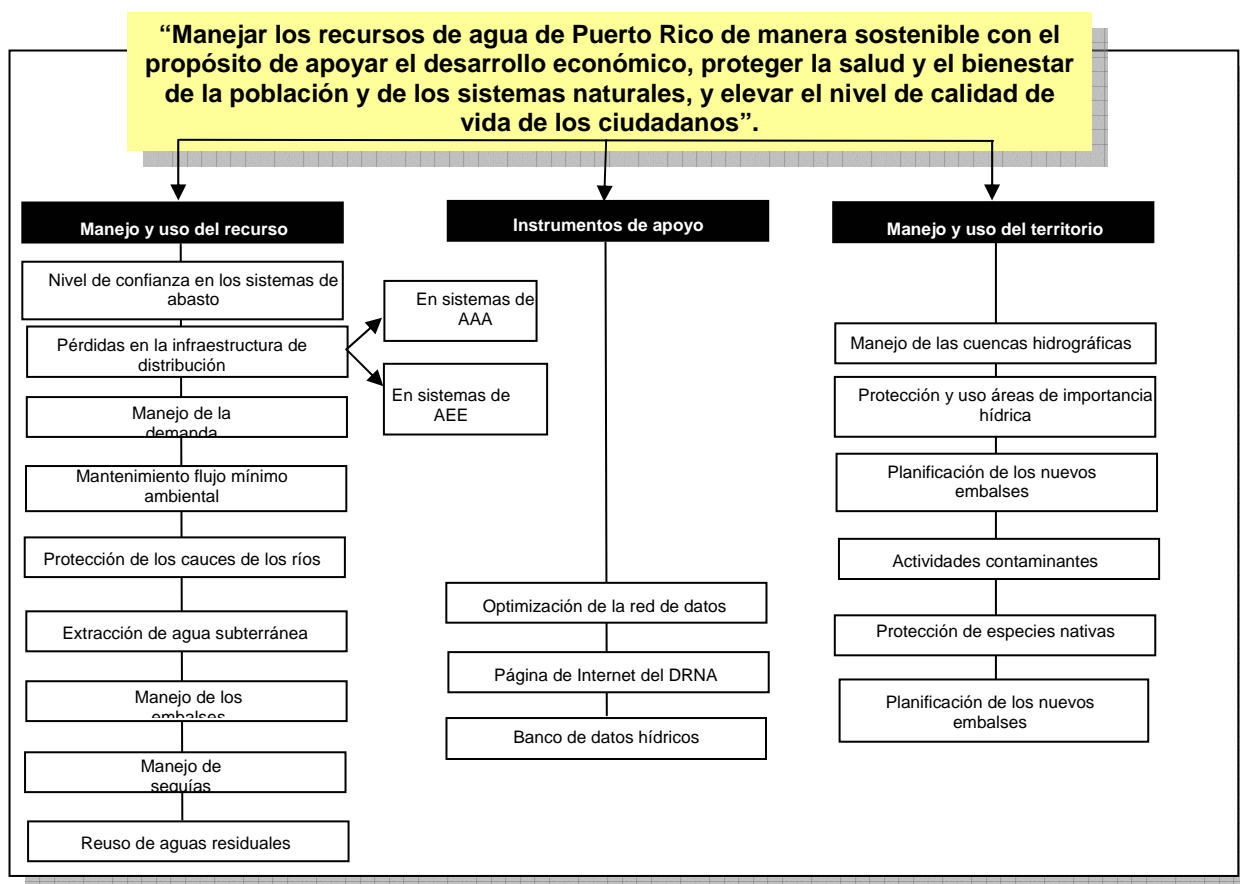 “Manejar los recursos de agua de Puerto Rico de manera sostenible con el
propósito de apoyar el desarrollo económico, proteger la salud y el bienestar
de la población y de los sistemas naturales, y elevar el nivel de calidad de
vida de los ciudadanos”.
Manejo y uso del recurso
Nivel de confianza en los sistemas de
abasto
Pérdidas en la infraestructura de
distribución
En sistemas de
AAA
En sistemas de
AEE
Manejo de la
demanda
Mantenimiento flujo mínimo
ambiental
Protección de los cauces de los ríos
Extracción de agua subterránea
Manejo de los
embalses
Manejo de
sequías
Reuso de aguas residuales
Instrumentos de apoyo
Optimización de la red de datos
Página de Internet del DRNA
Banco de datos hídricos
Manejo y uso del territorio
Manejo de las cuencas hidrográficas
Protección y uso áreas de importancia
hídrica
Planificación de los nuevos
embalses
Actividades contaminantes
Protección de especies nativas
Planificación de los nuevos
embalses